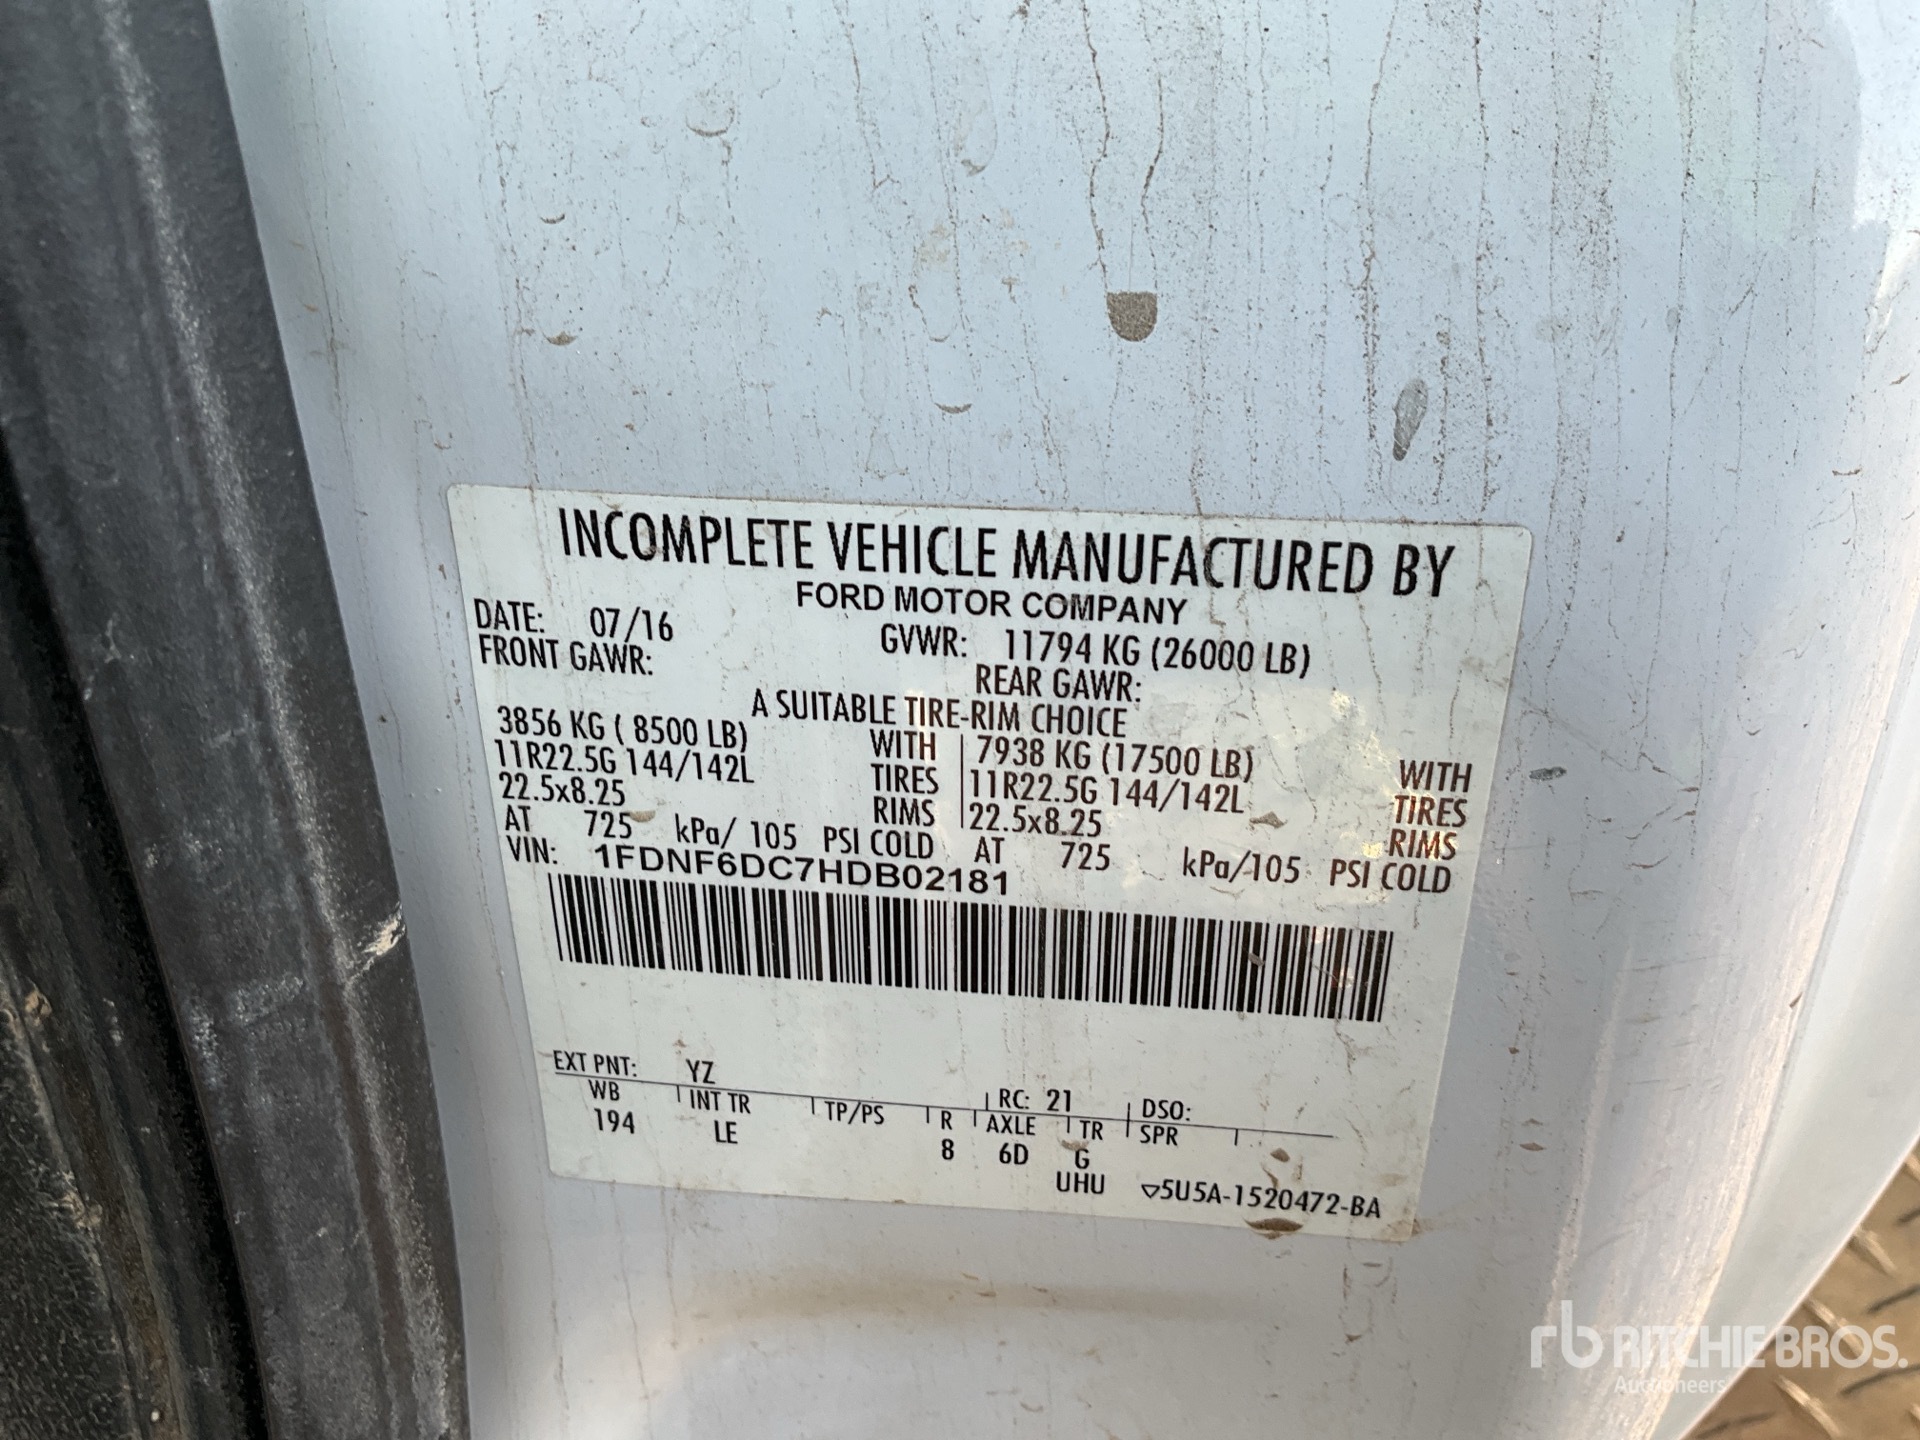 INCOMPLETE VEHICLE MANUFACTURED BY
FORD MOTOR COMPANY
DATE: 07/16 GVWR: 11794 KG (26000 LB)
FRONT GAWR: REAR GAWR:
A SUITABLE TIRE-RIM CHOICE
3856 KG ( 8500 LB) WITH 7938 KG (17500 LB) WITH
11R22.5G 144/142L TIRES 11R22.5G 144/142L TIRES
22.5x8.25 RIMS 22.5x8.25 RIMS
AT 725 kPa/ 105 PSI COLD AT 725 kPa/105 PSI COLD
VIN: 1FDNF6DC7HDB02181
EXT PNT: YZ RC: 21 DSO:
WB INT TR TP/PS R AXLE TR SPR
194 LE 8 6D G
UHU ▽5U5A-1520472-BA
rb RITCHIE BROS.
Auctioneers